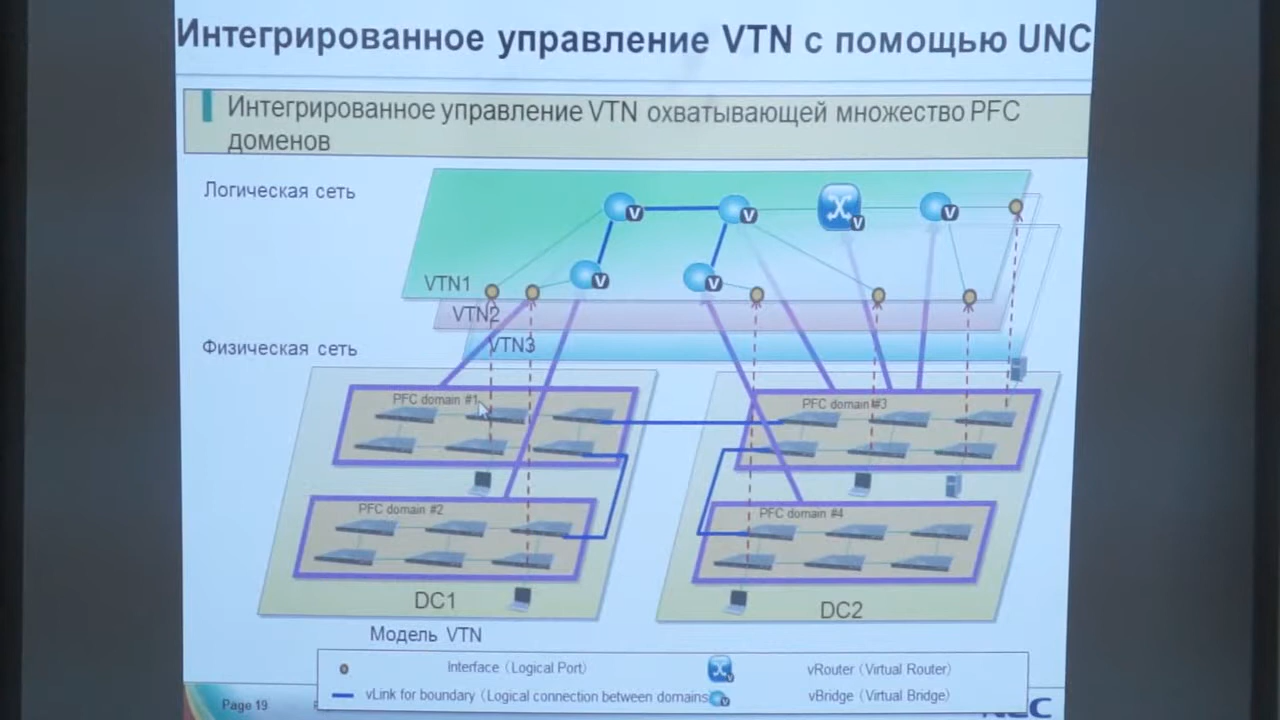 Интегрированное управление VTN с помощью UNC
Интегрированное управление VTN охватывающей множество PFC
доменов
Логическая сеть
VTN1
VTN2
VTN3
Физическая сеть
PFC domain #1
PFC domain #3
PFC domain #2
PFC domain #4
DC1
DC2
Модель VTN
Interface (Logical Port)
vRouter (Virtual Router)
vLink for boundary (Logical connection between domains
vBridge (Virtual Bridge)
Page 19
NEC